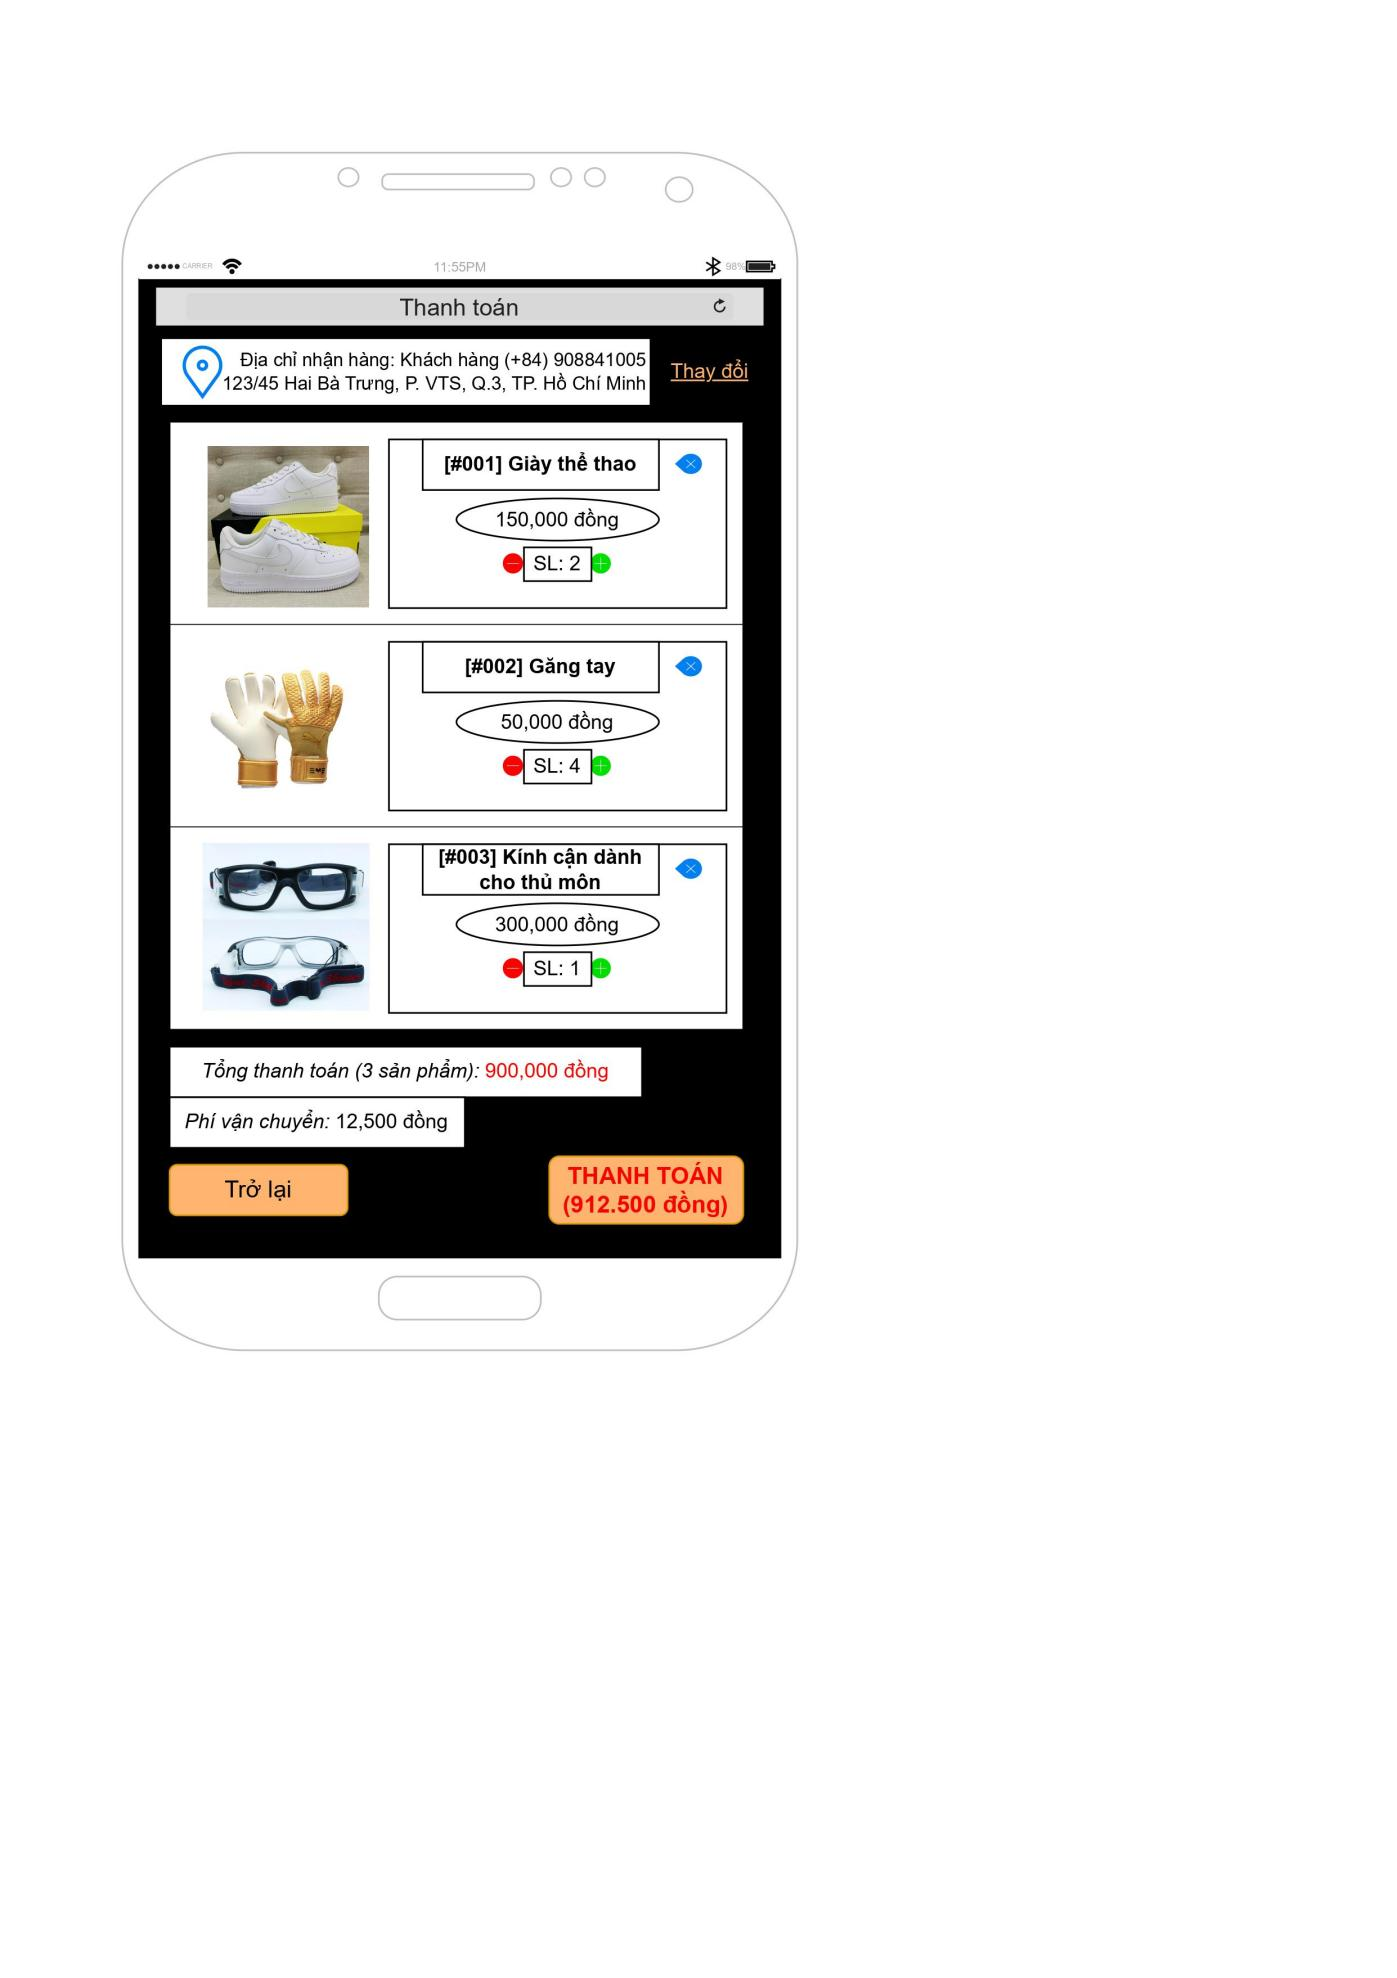 CARRIER
11:55PM
98%
Thanh toán
Địa chỉ nhận hàng: Khách hàng (+84) 908841005
123/45 Hai Bà Trưng, P. VTS, Q.3, TP. Hồ Chí Minh
Thay đổi
[#001] Giày thể thao
150,000 đồng
SL: 2
[#002] Găng tay
50,000 đồng
SL: 4
[#003] Kính cận dành
cho thủ môn
300,000 đồng
SL: 1
Tổng thanh toán (3 sản phẩm): 900,000 đồng
Phí vận chuyển: 12,500 đồng
Trở lại
THANH TOÁN
(912.500 đồng)